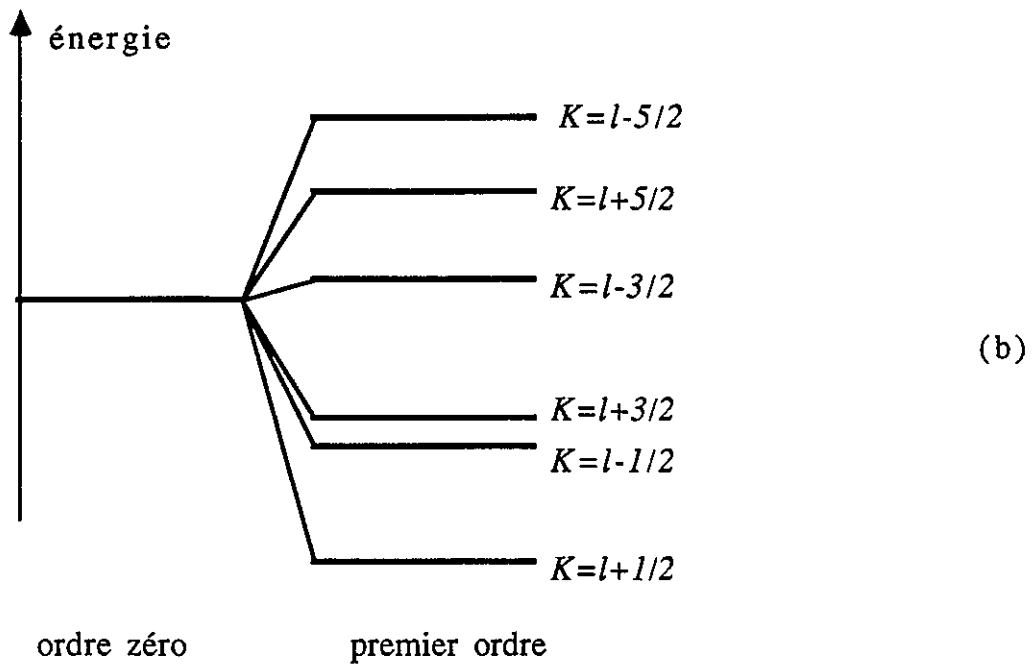 énergie
K=l-5/2
K=l+5/2
K=l-3/2
(b)
K=l+3/2
K=l-1/2
K=l+1/2
ordre zéro premier ordre